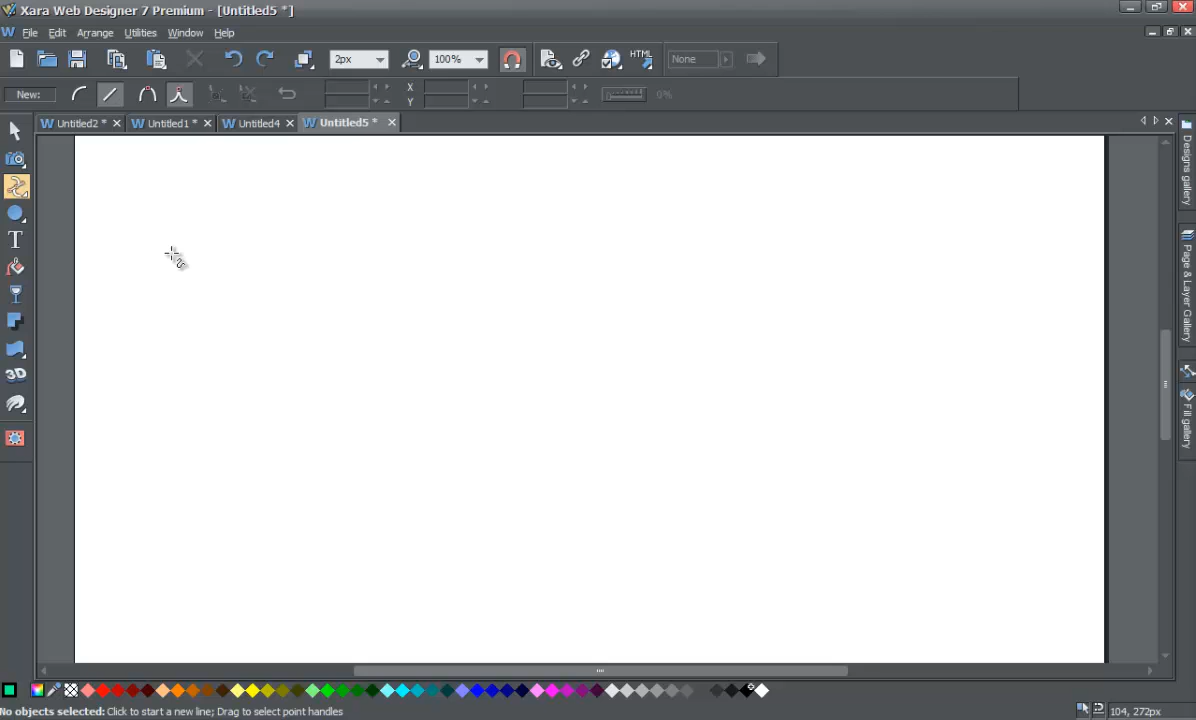 Xara Web Designer 7 Premium - [Untitled5 *]
File Edit Arrange Utilities Window Help
2px 100% HTML None
New: X Y 0%
Untitled2 * Untitled1 * Untitled4 Untitled5 *
T
3D
Designs gallery
Page & Layer Gallery
Fill gallery
No objects selected: Click to start a new line; Drag to select point handles 104, 272px